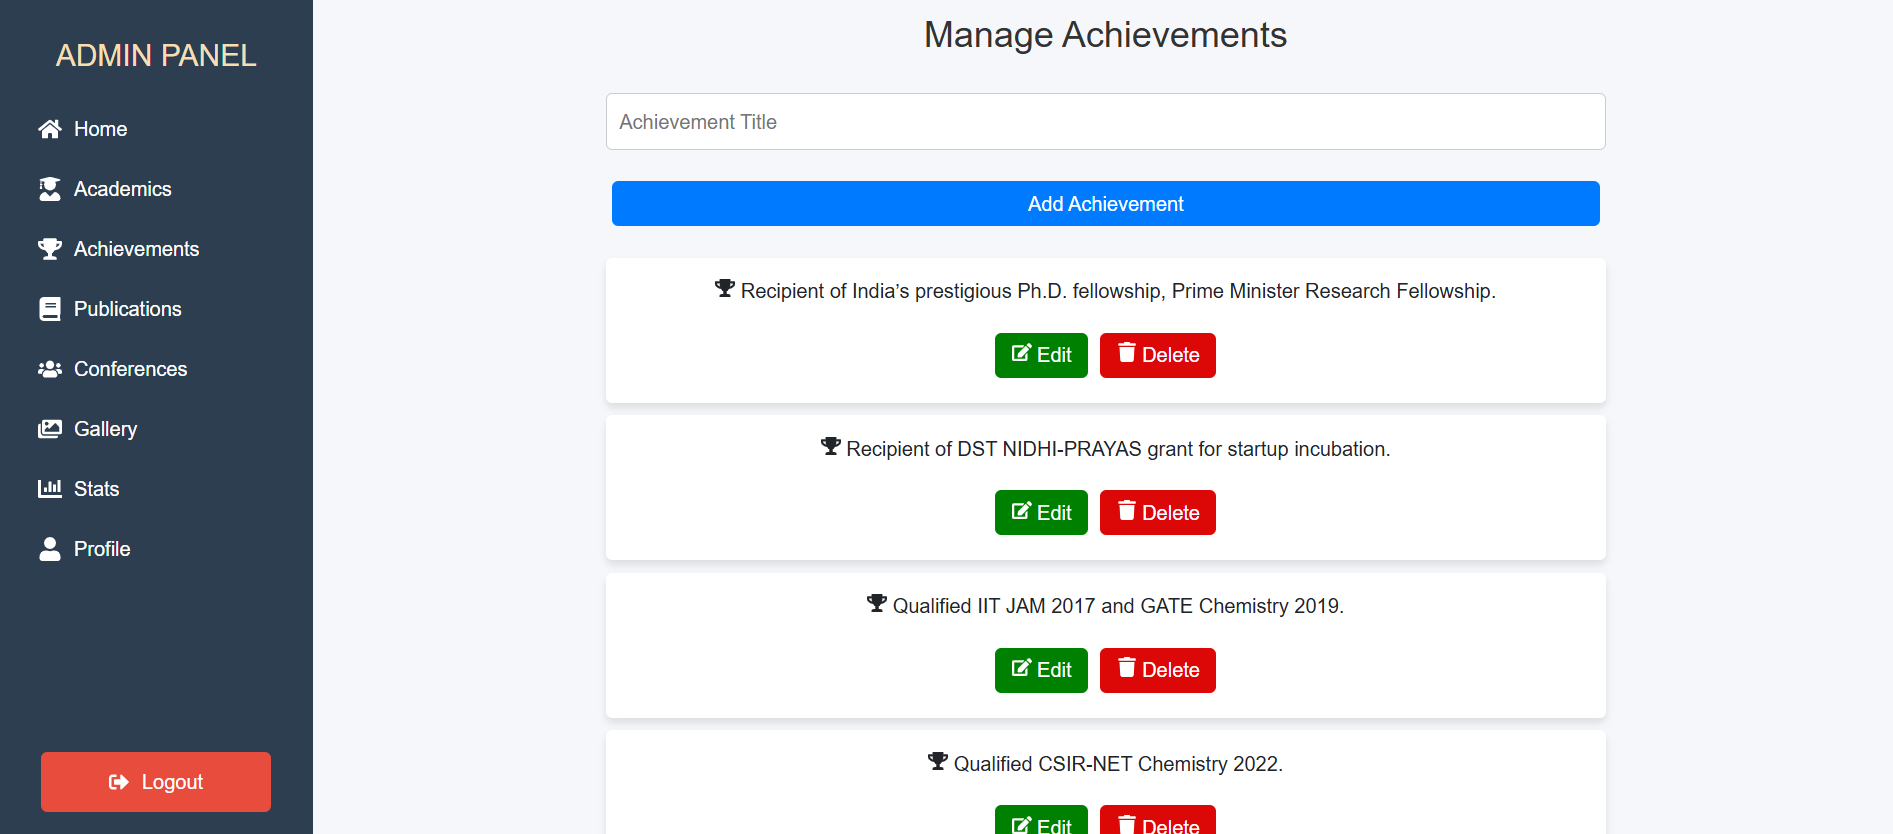 ADMIN PANEL
Home
Academics
Achievements
Publications
Conferences
Gallery
Stats
Profile
Logout
Manage Achievements
Achievement Title
Add Achievement
Recipient of India’s prestigious Ph.D. fellowship, Prime Minister Research Fellowship.
Edit Delete
Recipient of DST NIDHI-PRAYAS grant for startup incubation.
Edit Delete
Qualified IIT JAM 2017 and GATE Chemistry 2019.
Edit Delete
Qualified CSIR-NET Chemistry 2022.
Edit Delete